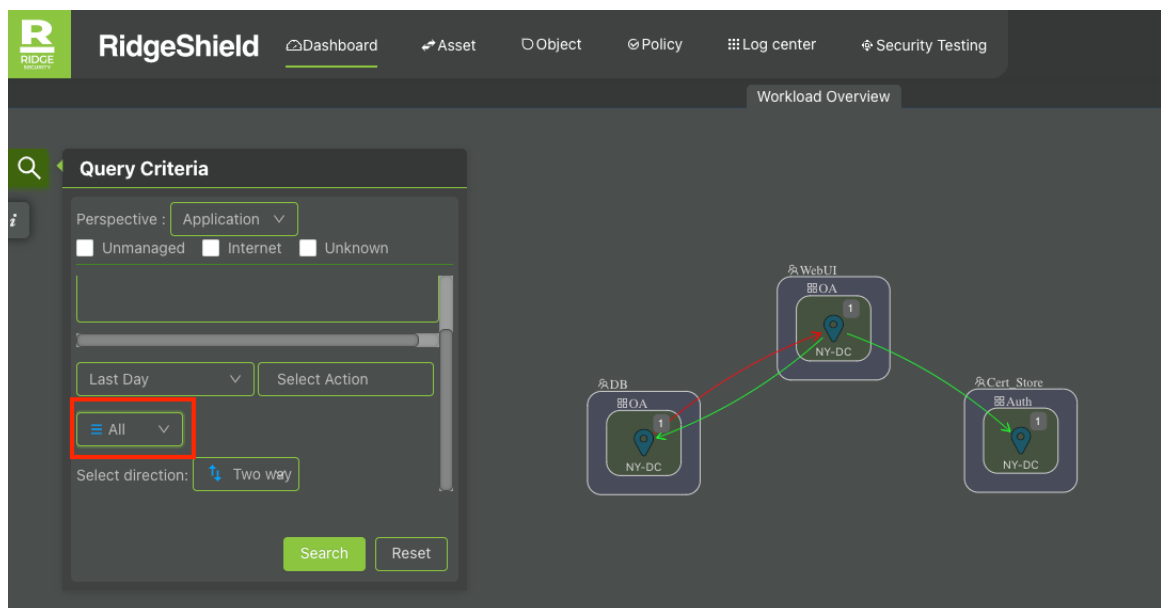 R
RIDGE
SECURITY
RidgeShield
Dashboard
Asset
Object
Policy
Log center
Security Testing
Workload Overview
Query Criteria
i
Perspective : Application
Unmanaged Internet Unknown
Last Day Select Action
All
Select direction: Two way
Search Reset
WebUI
OA
1
NY-DC
DB
OA
1
NY-DC
Cert_Store
Auth
1
NY-DC